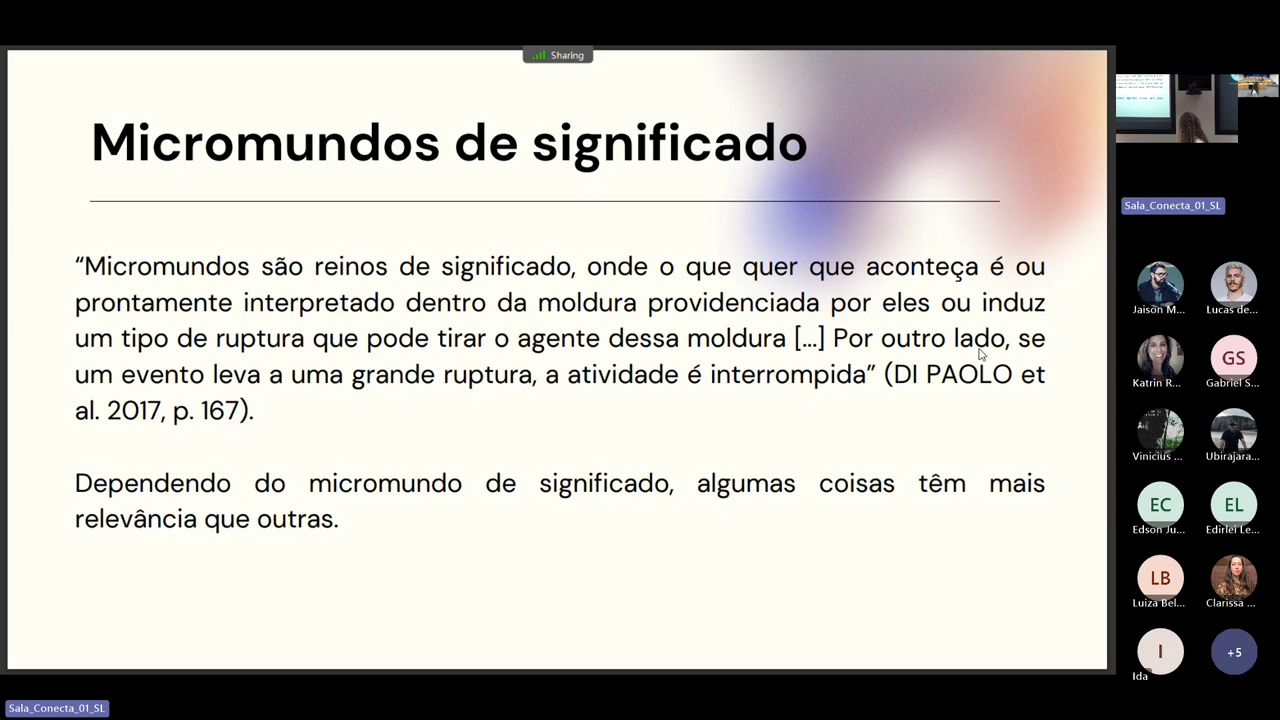 Sharing
Micromundos de significado
“Micromundos são reinos de significado, onde o que quer que aconteça é ou
prontamente interpretado dentro da moldura providenciada por eles ou induz
um tipo de ruptura que pode tirar o agente dessa moldura [...] Por outro lado, se
um evento leva a uma grande ruptura, a atividade é interrompida” (DI PAOLO et
al. 2017, p. 167).
Dependendo do micromundo de significado, algumas coisas têm mais
relevância que outras.
Sala_Conecta_01_SL
Jaison M...
Lucas de...
Katrin R...
GS
Gabriel S...
Vinicius ...
Ubirajara...
EC
EL
Edson Ju...
Edirlei Le...
LB
Luiza Bel...
Clarissa ...
I
+5
Ida
Sala_Conecta_01_SL